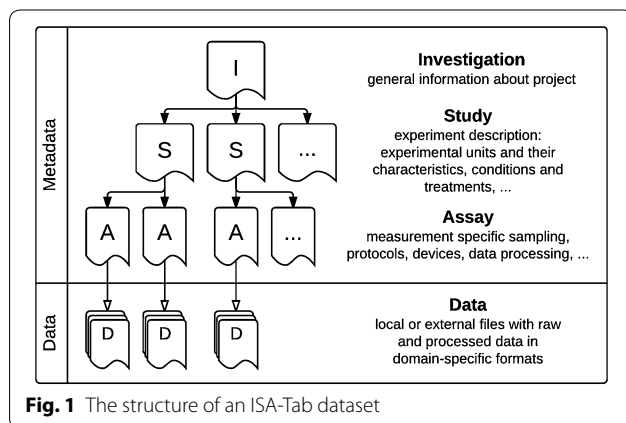 Metadata
I
Investigation
general information about project
S
S
...
Study
experiment description:
experimental units and their
characteristics, conditions and
treatments, ...
A
A
A
...
Assay
measurement specific sampling,
protocols, devices, data processing, ...
Data
D
D
D
Data
local or external files with raw
and processed data in
domain-specific formats
Fig. 1 The structure of an ISA-Tab dataset